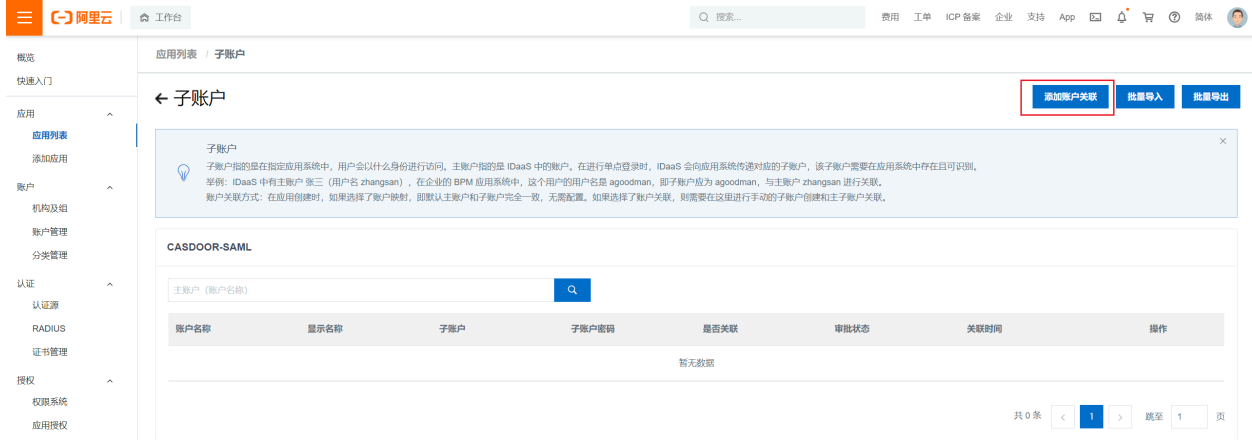 阿里云
工作台
搜索...
费用 工单 ICP 备案 企业 支持 App 简体
概览
快速入门
应用
应用列表
添加应用
账户
机构及组
账户管理
分类管理
认证
认证源
RADIUS
证书管理
授权
权限系统
应用授权
应用列表 / 子账户
子账户
添加账户关联 批量导入 批量导出
子账户
子账户指的是在指定应用系统中，用户会以什么身份进行访问。主账户指的是 IDaaS 中的账户。在进行单点登录时，IDaaS 会向应用系统传递对应的子账户，该子账户需要在应用系统中存在且可识别。
举例：IDaaS 中有主账户 张三（用户名 zhangsan），在企业的 BPM 应用系统中，这个用户的用户名是 agoodman，即子账户应为 agoodman，与主账户 zhangsan 进行关联。
账户关联方式：在应用创建时，如果选择了账户映射，即默认主账户和子账户完全一致，无需配置。如果选择了账户关联，则需要在这里进行手动的子账户创建和主子账户关联。
CASDOOR-SAML
主账户（账户名称）
账户名称 显示名称 子账户 子账户密码 是否关联 审批状态 关联时间 操作
暂无数据
共 0 条 < 1 > 跳至 1 页